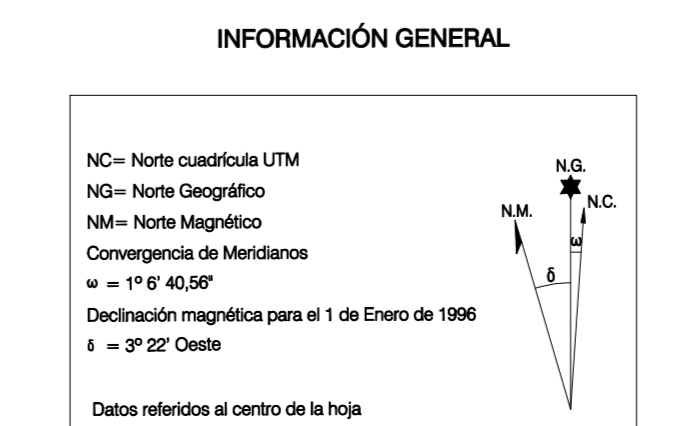 INFORMACIÓN GENERAL
NC= Norte cuadrícula UTM
NG= Norte Geográfico
NM= Norte Magnético
Convergencia de Meridianos
ω = 1º 6' 40,56"
Declinación magnética para el 1 de Enero de 1996
δ = 3º 22' Oeste
Datos referidos al centro de la hoja
N.G.
N.C.
N.M.
ω
δ